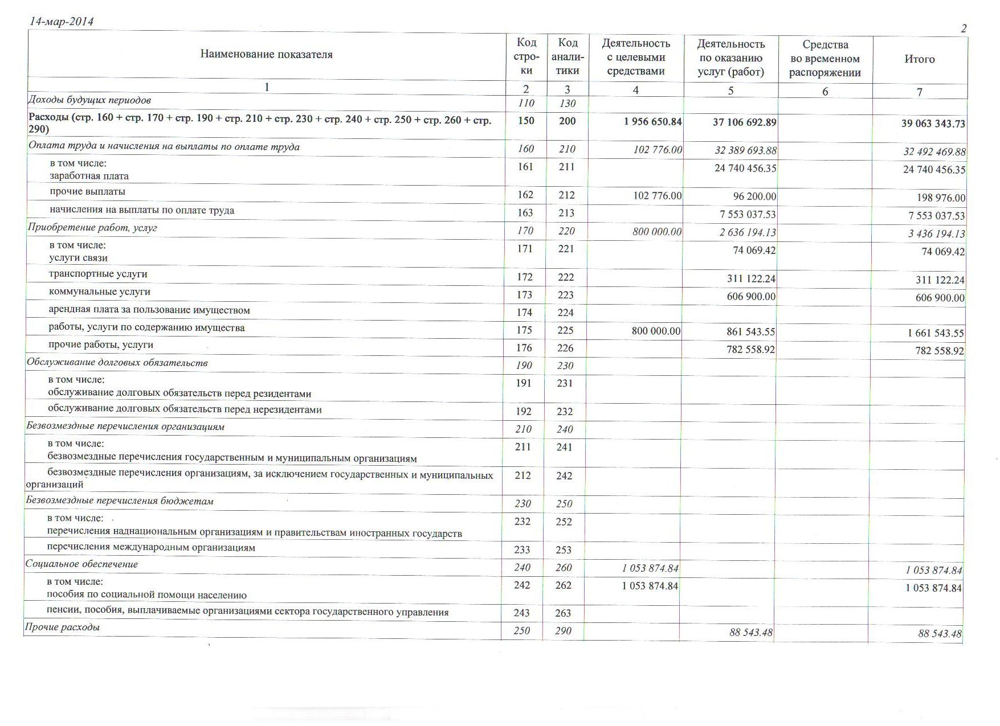 14-мар-2014
2
Наименование показателя
Код
стро-
ки
Код
анали-
тики
Деятельность
с целевыми
средствами
Деятельность
по оказанию
услуг (работ)
Средства
во временном
распоряжении
Итого
1 2 3 4 5 6 7
Доходы будущих периодов 110 130
Расходы (стр. 160 + стр. 170 + стр. 190 + стр. 210 + стр. 230 + стр. 240 + стр. 250 + стр. 260 + стр.
290) 150 200 1 956 650.84 37 106 692.89 39 063 343.73
Оплата труда и начисления на выплаты по оплате труда 160 210 102 776.00 32 389 693.88 32 492 469.88
в том числе:
заработная плата 161 211 24 740 456.35 24 740 456.35
прочие выплаты 162 212 102 776.00 96 200.00 198 976.00
начисления на выплаты по оплате труда 163 213 7 553 037.53 7 553 037.53
Приобретение работ, услуг 170 220 800 000.00 2 636 194.13 3 436 194.13
в том числе:
услуги связи 171 221 74 069.42 74 069.42
транспортные услуги 172 222 311 122.24 311 122.24
коммунальные услуги 173 223 606 900.00 606 900.00
арендная плата за пользование имуществом 174 224
работы, услуги по содержанию имущества 175 225 800 000.00 861 543.55 1 661 543.55
прочие работы, услуги 176 226 782 558.92 782 558.92
Обслуживание долговых обязательств 190 230
в том числе:
обслуживание долговых обязательств перед резидентами 191 231
обслуживание долговых обязательств перед нерезидентами 192 232
Безвозмездные перечисления организациям 210 240
в том числе:
безвозмездные перечисления государственным и муниципальным организациям 211 241
безвозмездные перечисления организациям, за исключением государственных и муниципальных
организаций 212 242
Безвозмездные перечисления бюджетам 230 250
в том числе:
перечисления наднациональным организациям и правительствам иностранных государств 232 252
перечисления международным организациям 233 253
Социальное обеспечение 240 260 1 053 874.84 1 053 874.84
в том числе:
пособия по социальной помощи населению 242 262 1 053 874.84 1 053 874.84
пенсии, пособия, выплачиваемые организациями сектора государственного управления 243 263
Прочие расходы 250 290 88 543.48 88 543.48